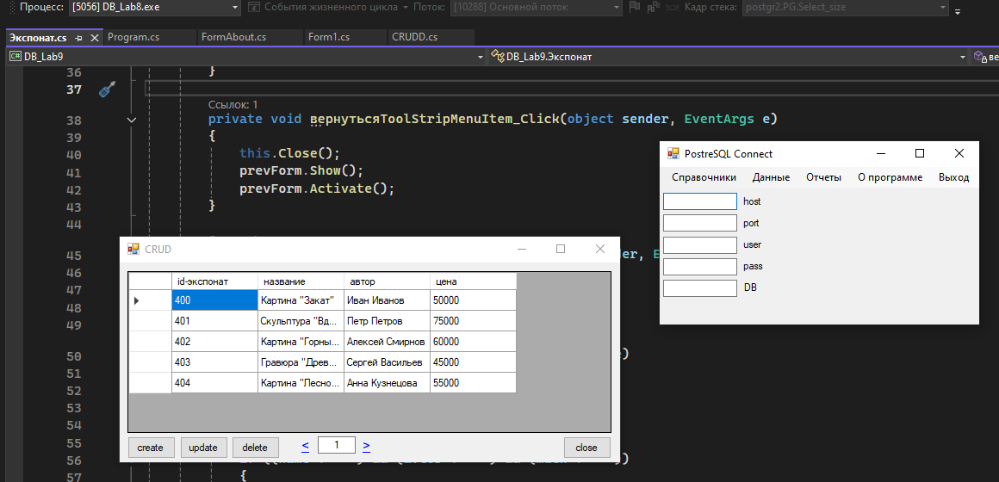 Процесс: [5056] DB_Lab8.exe События жизненного цикла Поток: [10288] Основной поток Кадр стека: postgr2.PG.Select_size
Экспонат.cs Program.cs FormAbout.cs Form1.cs CRUDD.cs
C# DB_Lab9 DB_Lab9.Экспонат ве
36 }
37
Ссылок: 1
38 private void вернутьсяToolStripMenuItem_Click(object sender, EventArgs e)
39 {
40 this.Close();
41 prevForm.Show();
42 prevForm.Activate();
43 }
44
45
46
47
48
49
50
51
52
53
54
55
56
57 {
PostreSQL Connect
Справочники Данные Отчеты О программе Выход
host
port
user
pass
DB
CRUD
id-экспонат название автор цена
400 Картина "Закат" Иван Иванов 50000
401 Скульптура "Вд... Петр Петров 75000
402 Картина "Горны... Алексей Смирнов 60000
403 Гравюра "Древ... Сергей Васильев 45000
404 Картина "Лесно... Анна Кузнецова 55000
create update delete < 1 > close